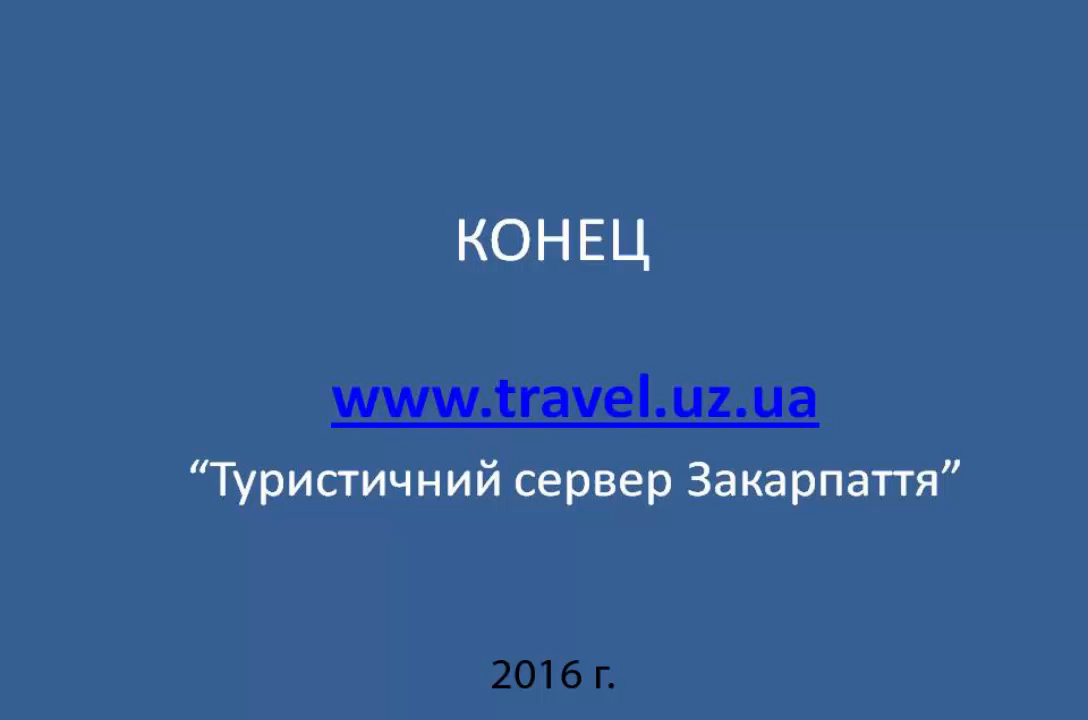 КОНЕЦ
www.travel.uz.ua
“Туристичний сервер Закарпаття”
2016 г.